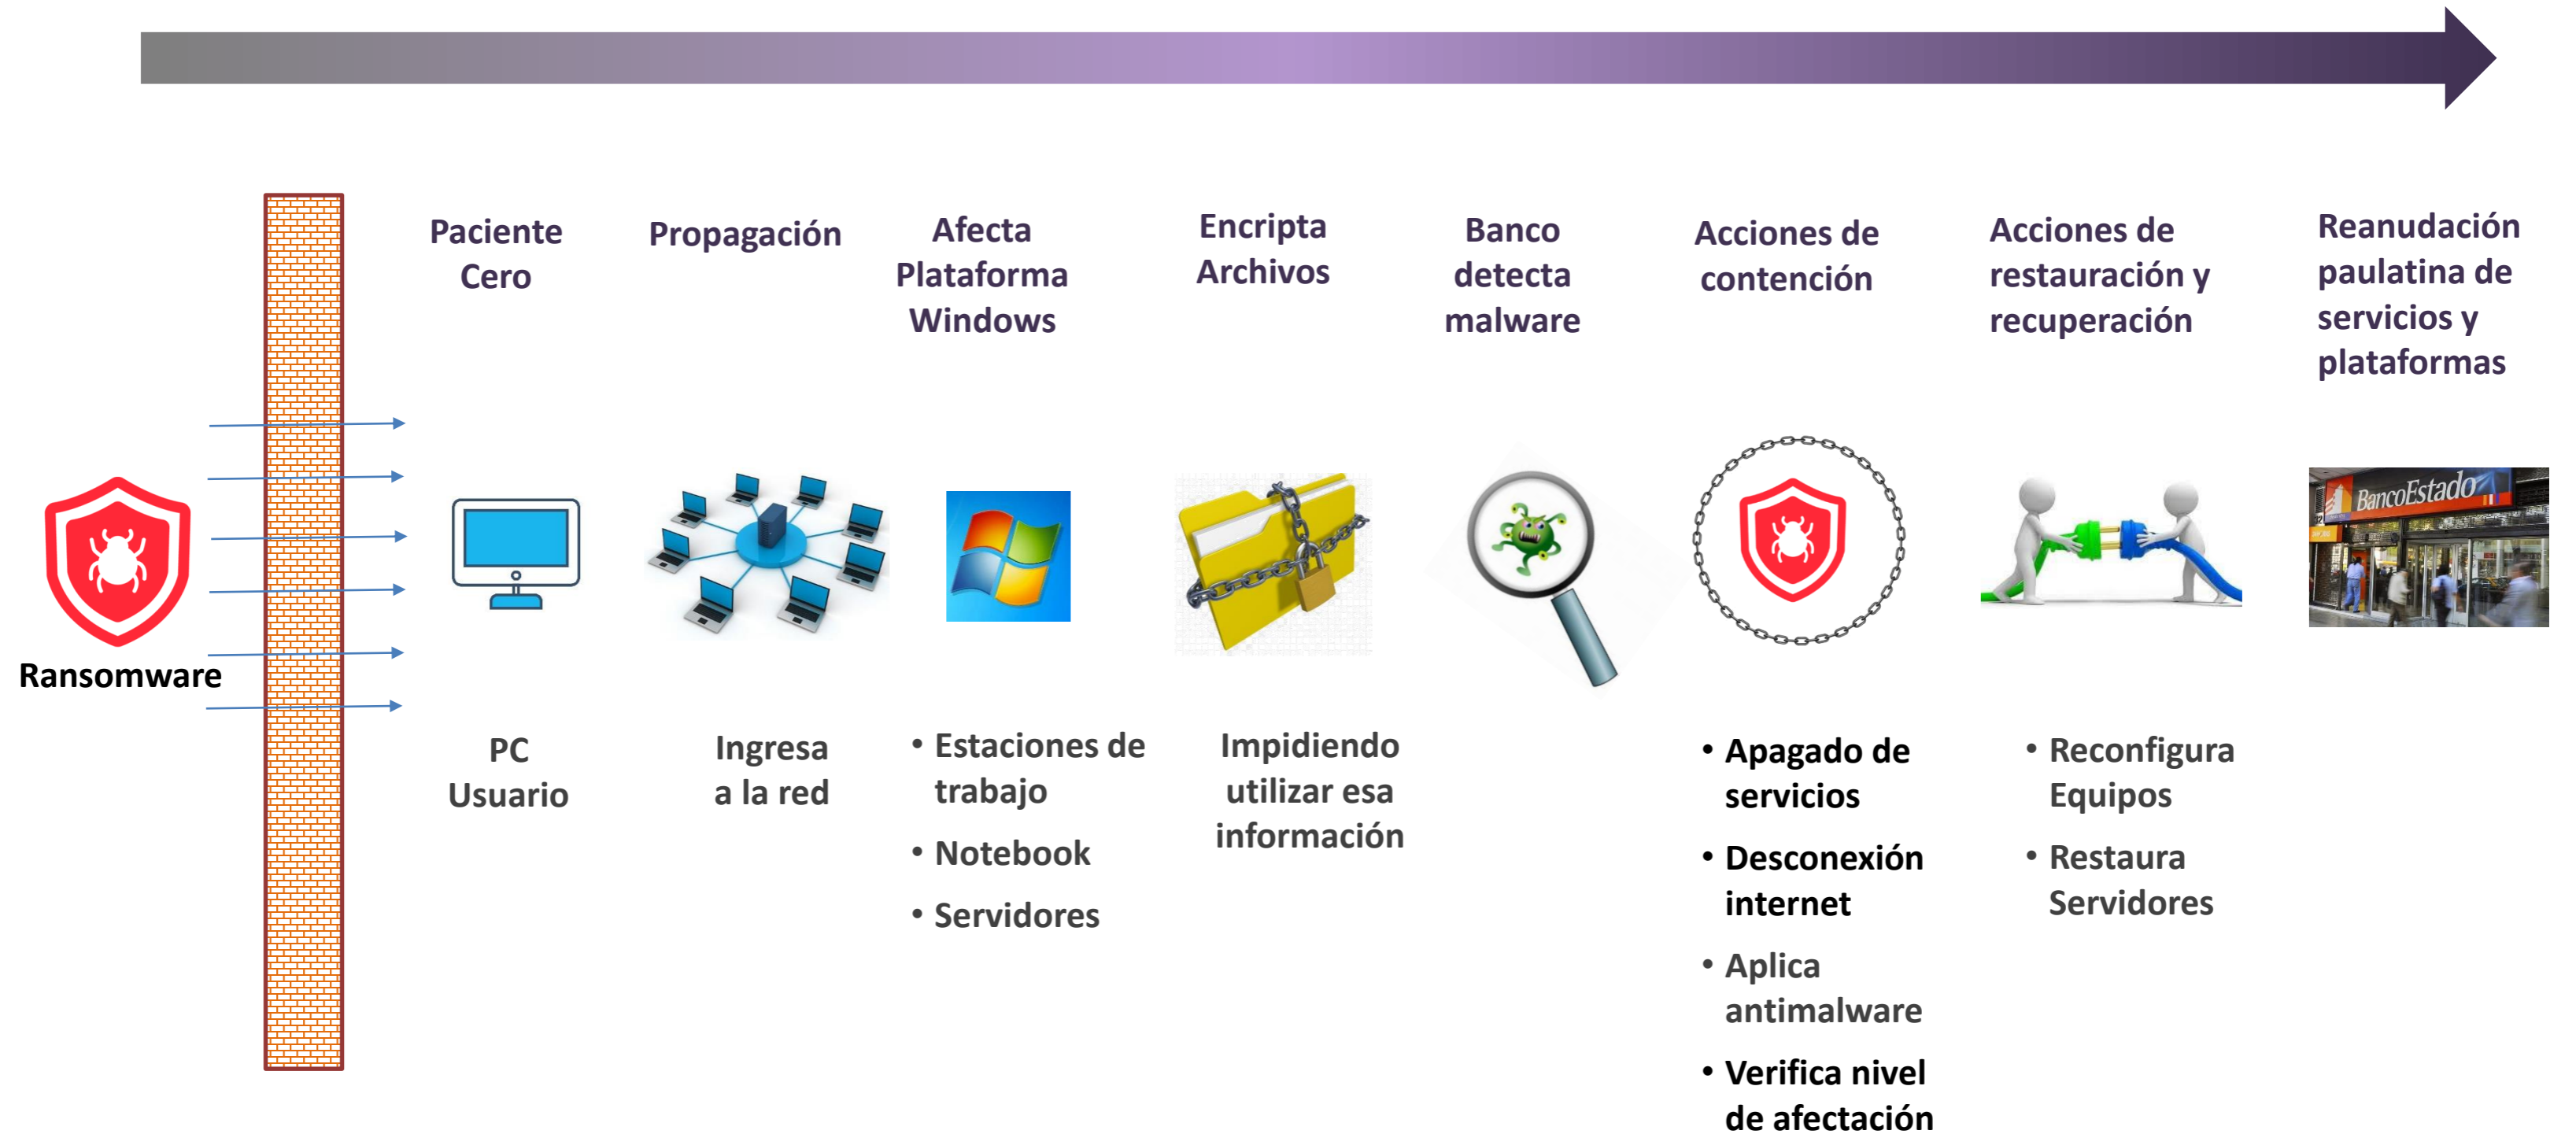 Paciente
Cero
Propagación
Afecta
Plataforma
Windows
Encripta
Archivos
Banco
detecta
malware
Acciones de
contención
Acciones de
restauración y
recuperación
Reanudación
paulatina de
servicios y
plataformas
BancoEstado
Ransomware
PC
Usuario
Ingresa
a la red
• Estaciones de
trabajo
• Notebook
• Servidores
Impidiendo
utilizar esa
información
• Apagado de
servicios
• Desconexión
internet
• Aplica
antimalware
• Verifica nivel
de afectación
• Reconfigura
Equipos
• Restaura
Servidores